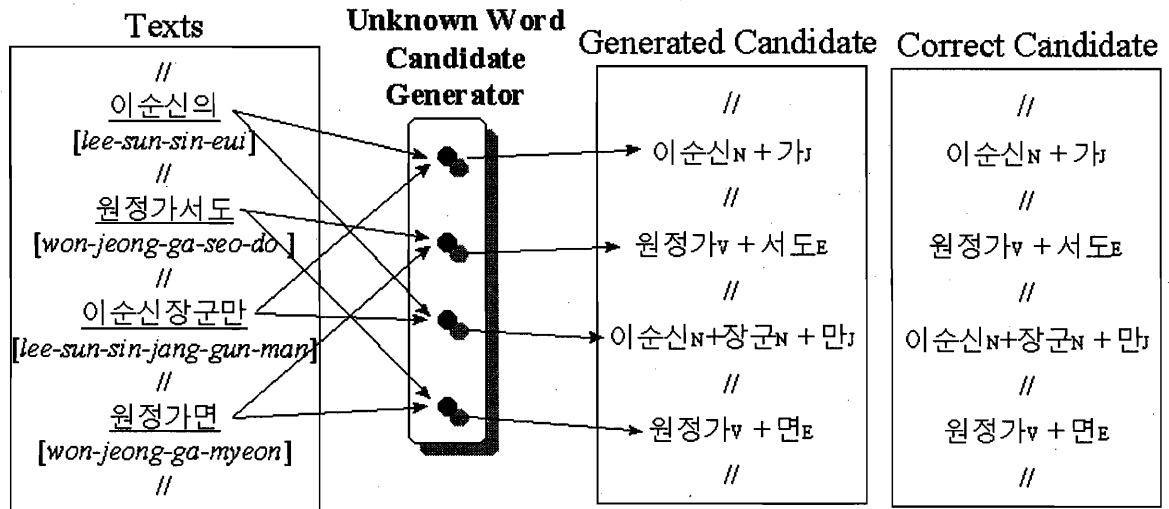 Texts
//
이순신의
[lee-sun-sin-eui]
//
원정가서도
[won-jeong-ga-seo-do ]
//
이순신장군만
[lee-sun-sin-jang-gun-man]
//
원정가면
[won-jeong-ga-myeon]
//
Unknown Word
Candidate
Generator
Generated Candidate
//
이순신N + 가J
//
원정가V + 서도E
//
이순신N+장군N + 만J
//
원정가V + 면E
//
Correct Candidate
//
이순신N + 가J
//
원정가V + 서도E
//
이순신N+장군N + 만J
//
원정가V + 면E
//